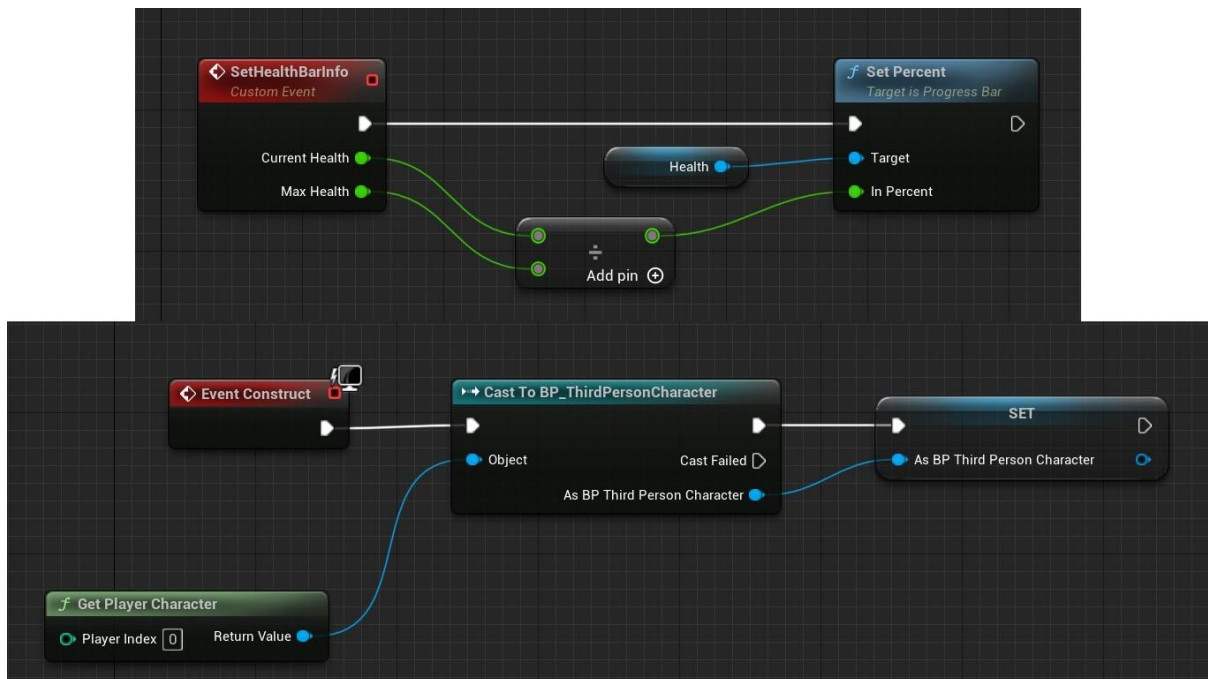 SetHealthBarInfo
Custom Event
Current Health
Max Health
Health
÷
Add pin
f Set Percent
Target is Progress Bar
Target
In Percent
Event Construct
Cast To BP_ThirdPersonCharacter
Object
Cast Failed
As BP Third Person Character
SET
As BP Third Person Character
f Get Player Character
Player Index 0 Return Value